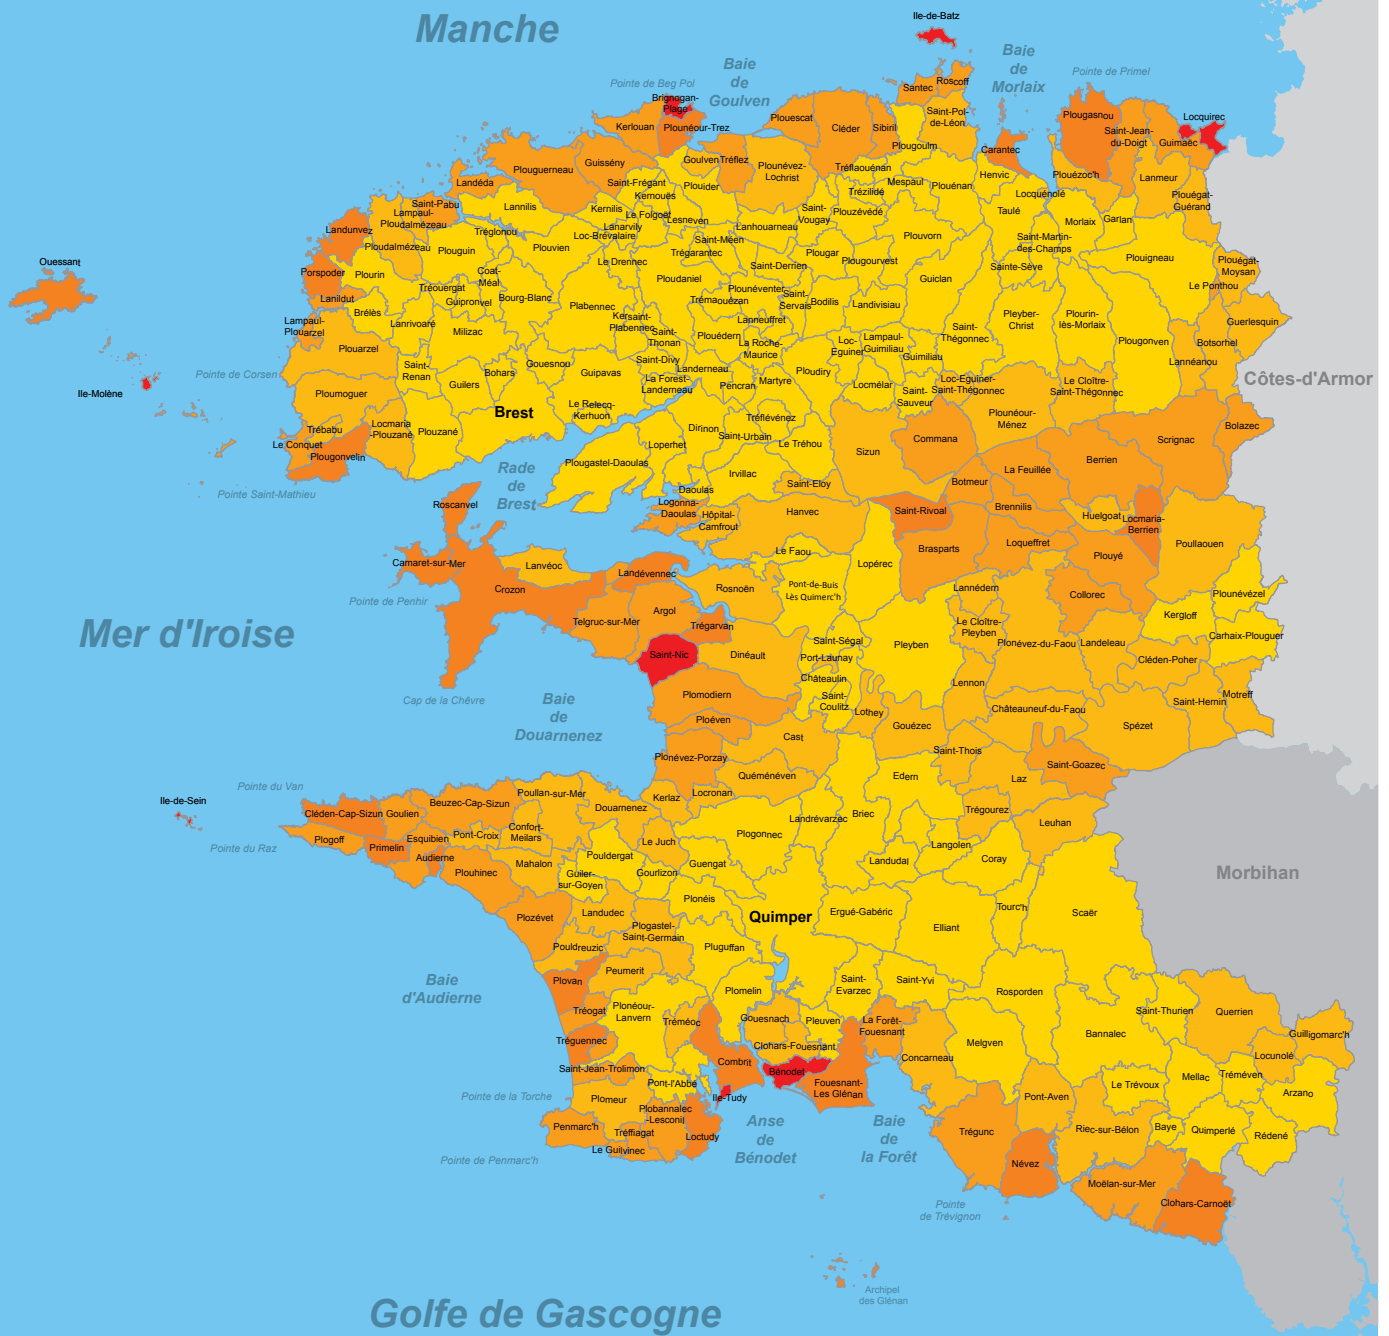 Manche
Ile-de-Batz
Baie
de
Morlaix
Pointe de Primel
Baie
de
Goulven
Pointe de Beg Pol
Brignogan-
Plage
Plounéour-Trez
Kerlouan
Santec
Roscoff
Saint-Pol-
de-Léon
Plouescat
Cléder
Sibiril
Plougoulm
Carantec
Plougasnou
Saint-Jean-
du-Doigt
Guimaëc
Locquirec
Plouguerneau
Guissény
Goulven
Tréflez
Plounévez-
Lochrist
Tréflaouénan
Mespaul
Plouénan
Henvic
Locquénolé
Plouézoc'h
Lanmeur
Plouégat-
Guérand
Landéda
Saint-Pabu
Lannilis
Saint-Frégant
Kernouës
Plouider
Trézilidé
Saint-
Vougay
Plouzévédé
Taulé
Morlaix
Garlan
Landunvez
Lampaul-
Ploudalmézeau
Ploudalmézeau
Tréglonou
Kernilis
Le Folgoët
Lanarvily
Lesneven
Loc-Brévalaire
Lanhouarneau
Plouvorn
Saint-Martin-
des-Champs
Sainte-Sève
Plouigneau
Plouégat-
Moysan
Le Ponthou
Ouessant
Porspoder
Plourin
Plouguin
Plouvien
Le Drennec
Saint-Méen
Trégarantec
Saint-Derrien
Plougar
Plougourvest
Guiclan
Lanildut
Tréouergat
Coat-
Méal
Guipronvel
Bourg-Blanc
Plabennec
Ploudaniel
Plounéventer
Trémaouézan
Saint-
Servais
Bodilis
Landivisiau
Pleyber-
Christ
Plourin-
lès-Morlaix
Guerlesquin
Lampaul-
Plouarzel
Brélès
Lanrivoaré
Milizac
Kersaint-
Plabennec
Saint-
Thonan
Plouédern
Lanneuffret
La Roche-
Maurice
Loc-
Eguiner
Lampaul-
Guimiliau
Guimiliau
Saint-
Thégonnec
Plougonven
Botsorhel
Lannéanou
Plouarzel
Pointe de Corsen
Ile-Molène
Saint-
Renan
Guilers
Bohars
Gouesnou
Guipavas
Saint-Divy
La Forest-
Landerneau
Landerneau
Pencran
Martyre
Ploudiry
Locmélar
Saint-
Sauveur
Loc-Eguiner-
Saint-Thégonnec
Le Cloître-
Saint-Thégonnec
Côtes-d'Armor
Ploumoguer
Brest
Le Relecq-
Kerhuon
Tréflévénez
Plounéour-
Ménez
Trébabu
Le Conquet
Plougonvelin
Locmaria
-Plouzané
Plouzané
Dirinon
Saint-Urbain
Le Tréhou
Sizun
Commana
Scrignac
Bolazec
Pointe Saint-Mathieu
Rade
de
Brest
Plougastel-Daoulas
Loperhet
Irvillac
Saint-Eloy
La Feuillée
Botmeur
Berrien
Roscanvel
Daoulas
Logonna-
Daoulas
Hôpital-
Camfrout
Hanvec
Saint-Rivoal
Brennilis
Huelgoat
Locmaria-
Berrien
Poullaouen
Camaret-sur-Mer
Lanvéoc
Landévennec
Le Faou
Lopérec
Brasparts
Loqueffret
Plouyé
Pointe de Penhir
Crozon
Rosnoën
Pont-de-Buis
Lès Quimerc'h
Lannédern
Collorec
Plounévézel
Mer d'Iroise
Telgruc-sur-Mer
Argol
Trégarvan
Le Cloître-
Pleyben
Kergloff
Carhaix-Plouguer
Saint-Nic
Dinéault
Saint-Ségal
Port-Launay
Pleyben
Plonévez-du-Faou
Landeleau
Cléden-Poher
Cap de la Chêvre
Châteaulin
Saint-
Coulitz
Lennon
Saint-Hernin
Motreff
Baie
de
Douarnenez
Plomodiern
Ploéven
Lothey
Gouézec
Châteauneuf-du-Faou
Spézet
Plonévez-Porzay
Cast
Saint-Thois
Saint-Goazec
Pointe du Van
Quéménéven
Edern
Laz
Ile-de-Sein
Cléden-Cap-Sizun
Goulien
Beuzec-Cap-Sizun
Poullan-sur-Mer
Douarnenez
Kerlaz
Locronan
Landrévarzec
Briec
Trégourez
Leuhan
Pointe du Raz
Plogoff
Primelin
Esquibien
Audierne
Pont-Croix
Confort-
Meilars
Le Juch
Plogonnec
Langolen
Coray
Plouhinec
Mahalon
Pouldergat
Guiler-
sur-Goyen
Gourlizon
Guengat
Landudal
Morbihan
Plozévet
Landudec
Plonéis
Quimper
Ergué-Gabéric
Elliant
Tourc'h
Scaër
Pouldreuzic
Plogastel-
Saint-Germain
Pluguffan
Baie
d'Audierne
Plovan
Peumerit
Plomelin
Saint-
Evarzec
Saint-Yvi
Rosporden
Tréogat
Plonéour-
Lanvern
Tréméoc
Gouesnach
Pleuven
La Forêt-
Fouesnant
Bannalec
Saint-Thurien
Querrien
Guilligomarc'h
Tréguennec
Combrit
Clohars-Fouesnant
Concarneau
Melgven
Locunolé
Saint-Jean-Trolimon
Bénodet
Fouesnant-
Les Glénan
Le Trévoux
Mellac
Tréméven
Arzano
Pointe de la Torche
Pont-l'Abbé
Ile-Tudy
Pont-Aven
Plomeur
Plobannalec
-Lesconil
Anse
de
Bénodet
Baie
de
la Forêt
Trégunc
Riec-sur-Bélon
Baye
Quimperlé
Rédené
Penmarc'h
Tréffiagat
Loctudy
Le Guilvinec
Névez
Pointe de Penmarc'h
Moëlan-sur-Mer
Clohars-Carnoët
Pointe
de Trévignon
Archipel
des Glénan
Golfe de Gascogne